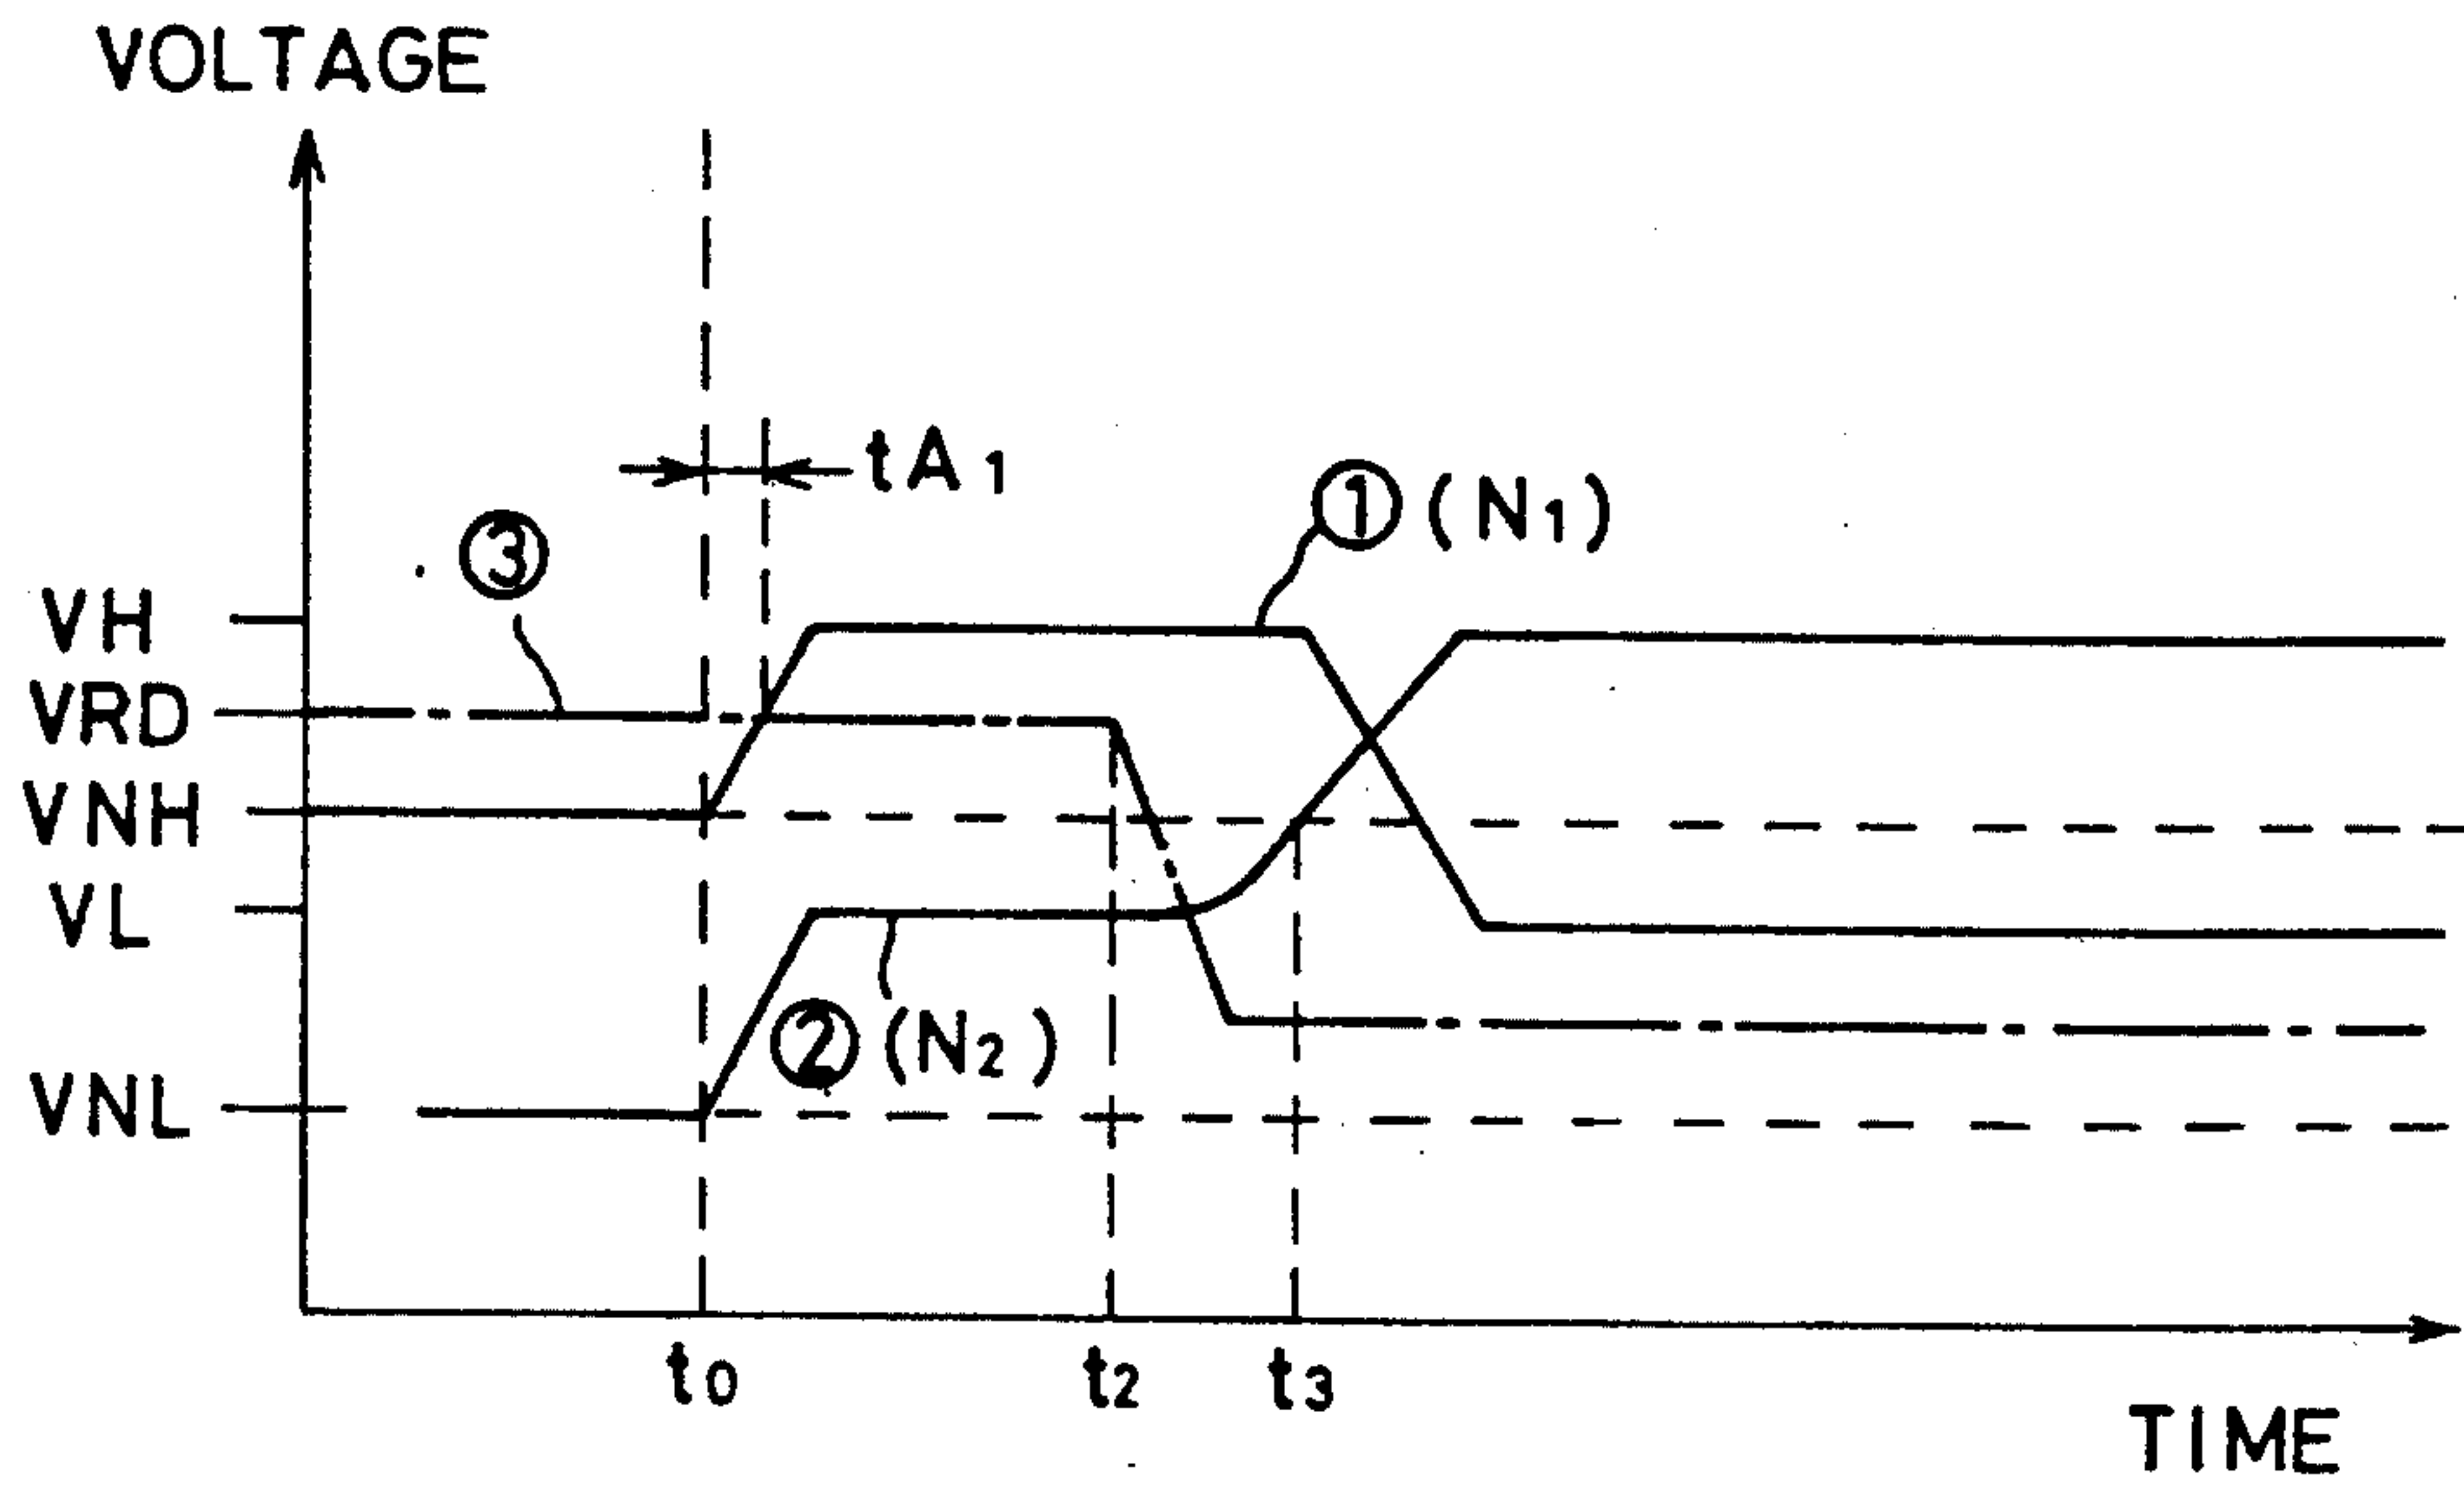 VOLTAGE
tA1
① (N1)
③
VH
VRD
VNH
VL
② (N2)
VNL
t0
t2
t3
TIME